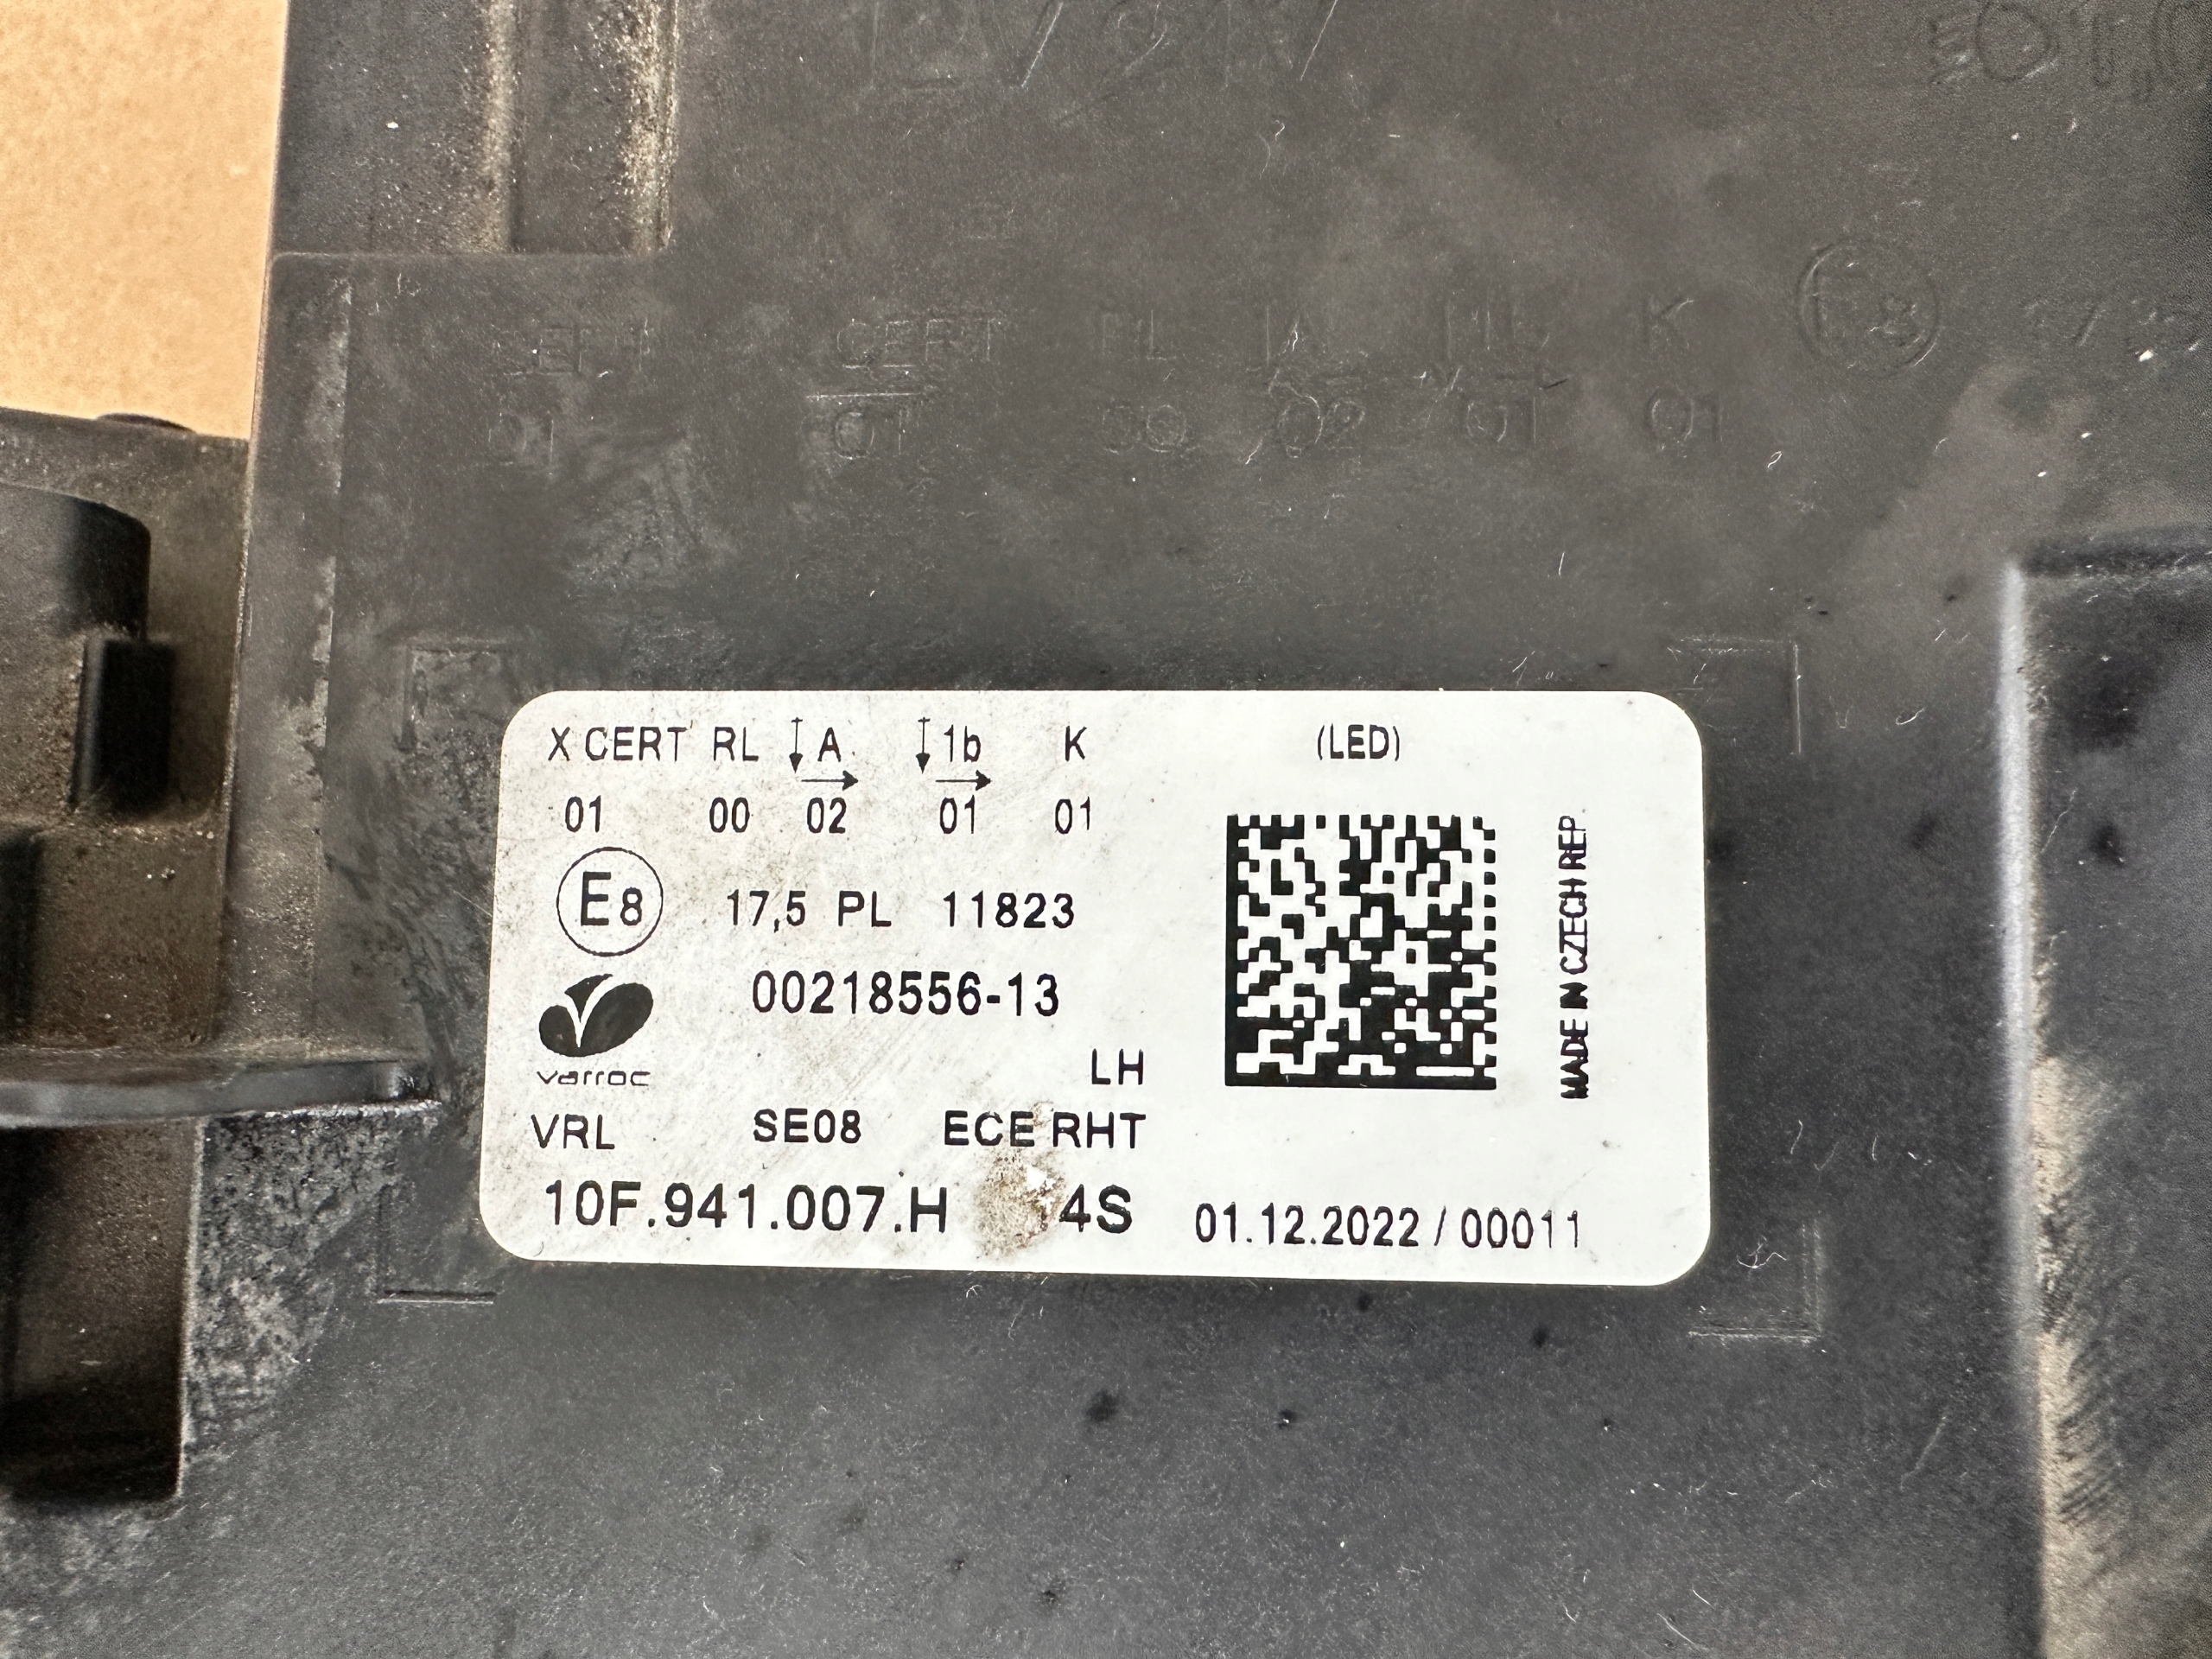 CERT K E8
01 00 02 01 01
X CERT RL A 1b K (LED)
01 00 02 01 01
E8 17,5 PL 11823
00218556-13
varroc
LH
VRL SE08 ECE RHT
10F.941.007.H 4S 01.12.2022 / 00011
MADE IN CZECH REP.